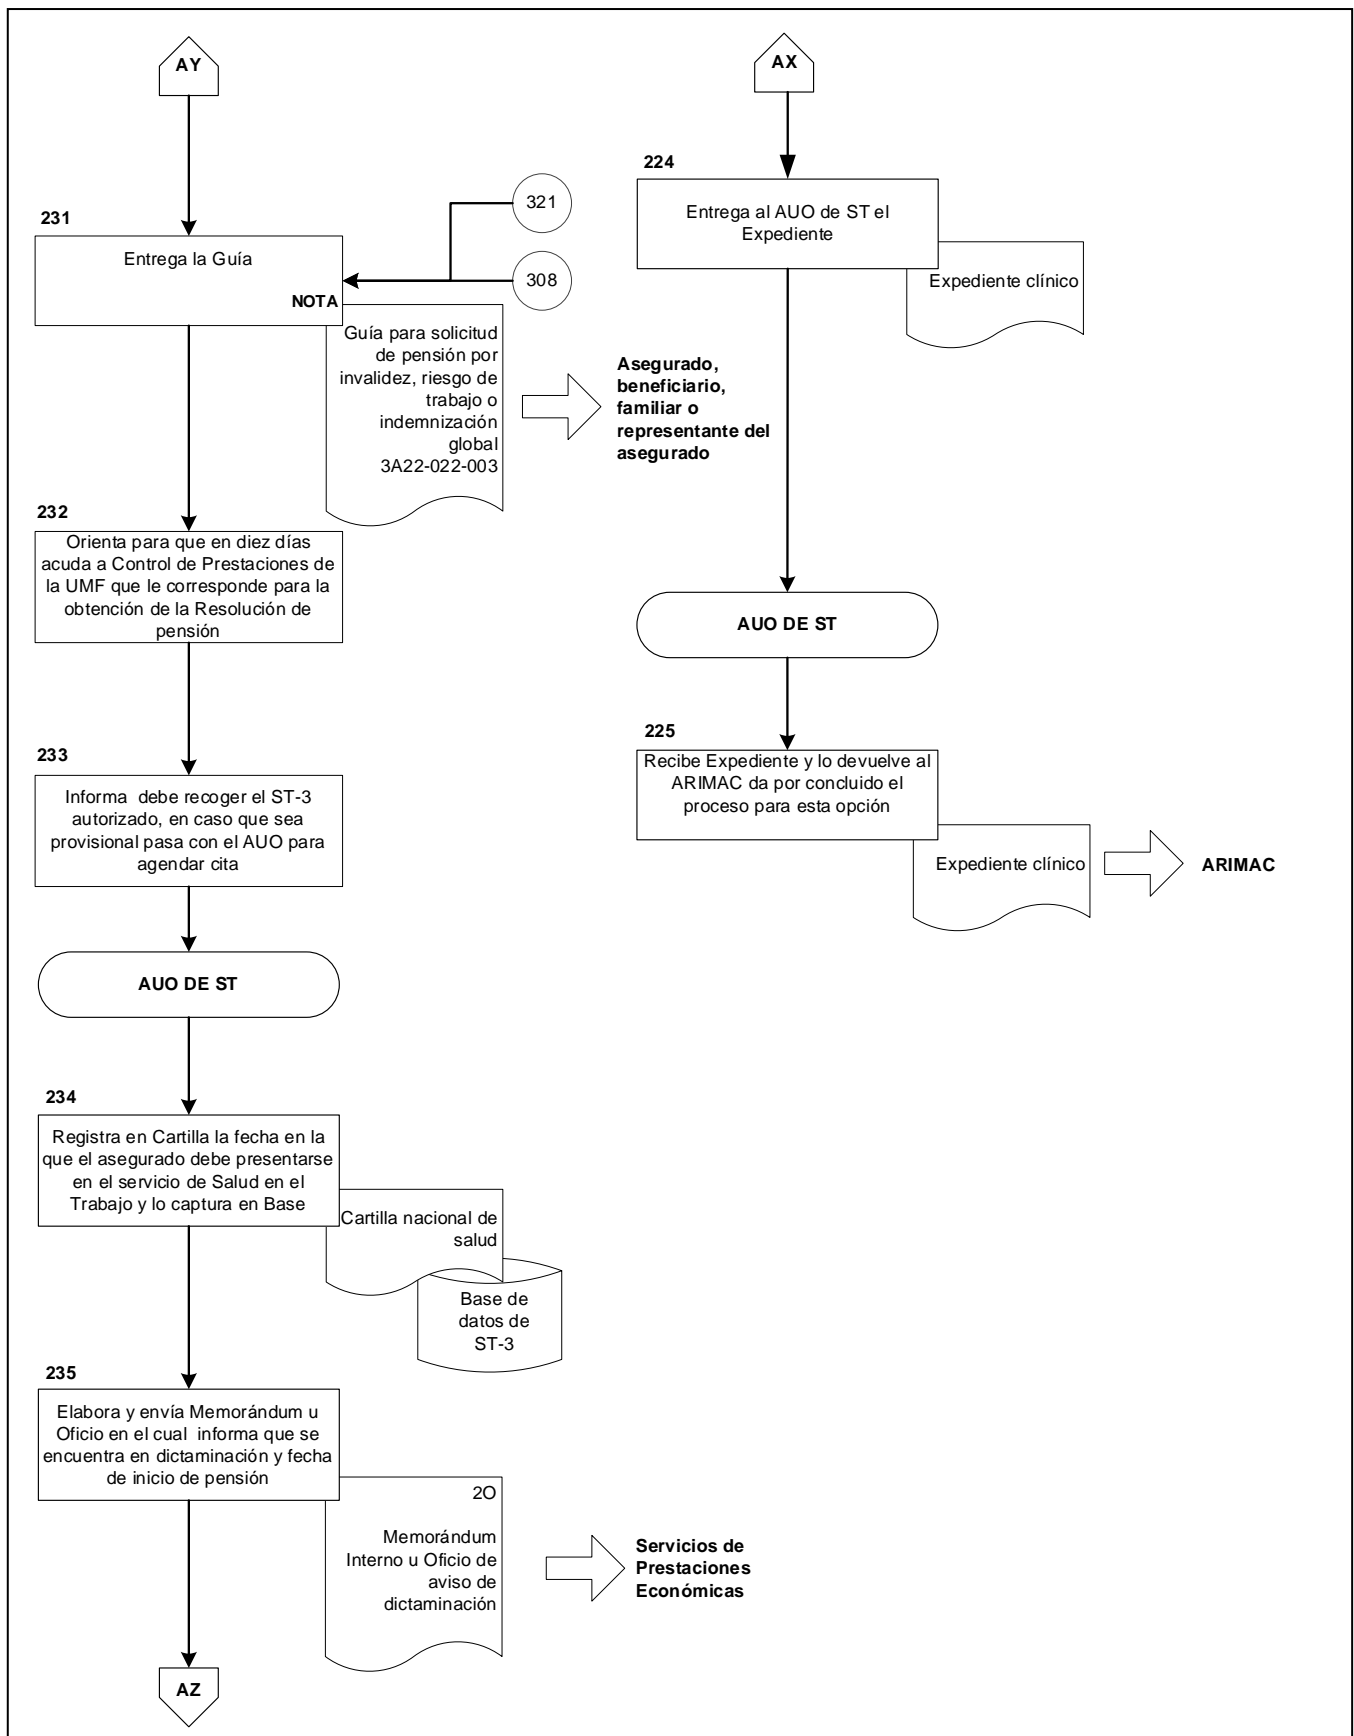 AY
231
Entrega la Guía
NOTA
321
308
Guía para solicitud
de pensión por
invalidez, riesgo de
trabajo o
indemnización
global
3A22-022-003
Asegurado,
beneficiario,
familiar o
representante del
asegurado
232
Orienta para que en diez días
acuda a Control de Prestaciones de
la UMF que le corresponde para la
obtención de la Resolución de
pensión
233
Informa debe recoger el ST-3
autorizado, en caso que sea
provisional pasa con el AUO para
agendar cita
AUO DE ST
234
Registra en Cartilla la fecha en la
que el asegurado debe presentarse
en el servicio de Salud en el
Trabajo y lo captura en Base
Cartilla nacional de
salud
Base de
datos de
ST-3
235
Elabora y envía Memorándum u
Oficio en el cual informa que se
encuentra en dictaminación y fecha
de inicio de pensión
2O
Memorándum
Interno u Oficio de
aviso de
dictaminación
Servicios de
Prestaciones
Económicas
AZ
AX
224
Entrega al AUO de ST el
Expediente
Expediente clínico
AUO DE ST
225
Recibe Expediente y lo devuelve al
ARIMAC da por concluido el
proceso para esta opción
Expediente clínico
ARIMAC